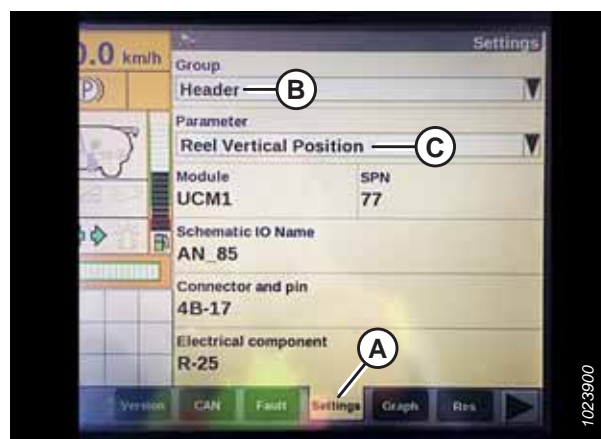 0.0 km/h
Settings
(P)
Group
Header
B
Parameter
Reel Vertical Position
C
Module SPN
UCM1 77
Schematic IO Name
AN_85
Connector and pin
4B-17
Electrical component
R-25
A
Version CAN Fault Settings Graph Res
1023900